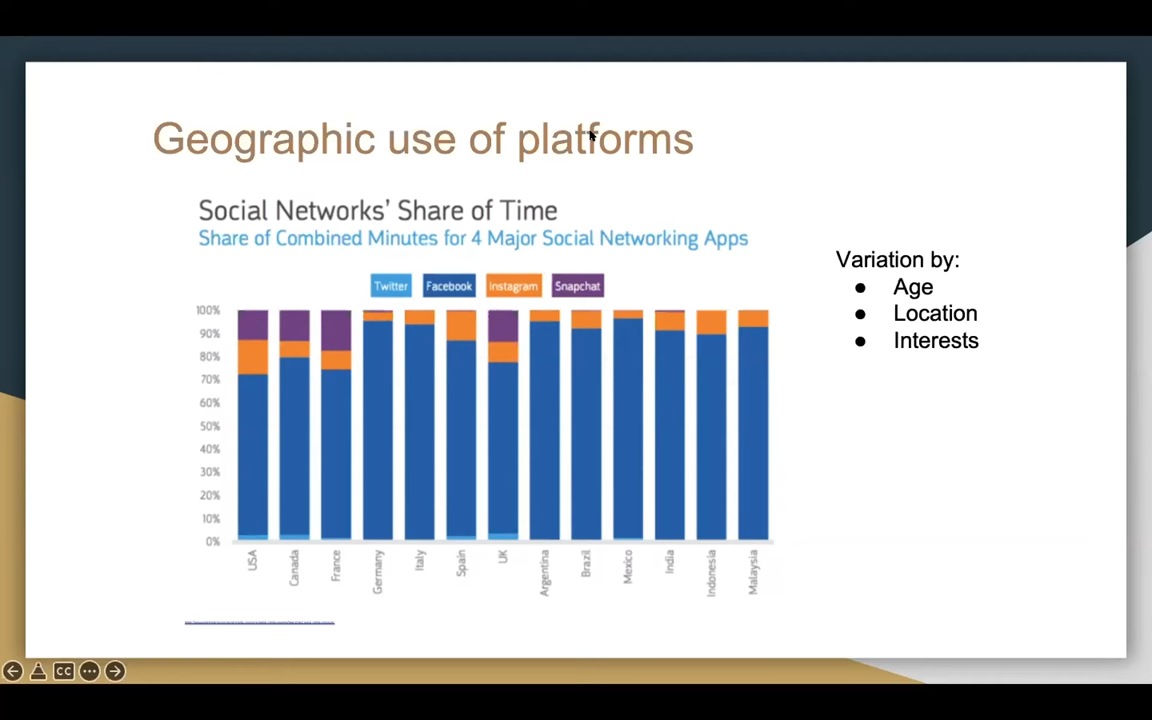 Geographic use of platforms
Social Networks' Share of Time
Share of Combined Minutes for 4 Major Social Networking Apps
Twitter Facebook Instagram Snapchat
100%
90%
80%
70%
60%
50%
40%
30%
20%
10%
0%
USA
Canada
France
Germany
Italy
Spain
UK
Argentina
Brazil
Mexico
India
Indonesia
Malaysia
Variation by:
● Age
● Location
● Interests
CC